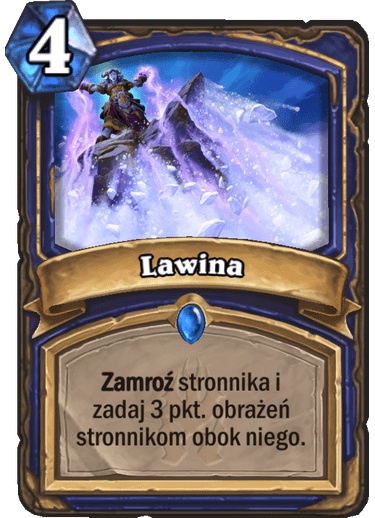 4
Lawina
Zamroź stronnika i
zadaj 3 pkt. obrażeń
stronnikom obok niego.